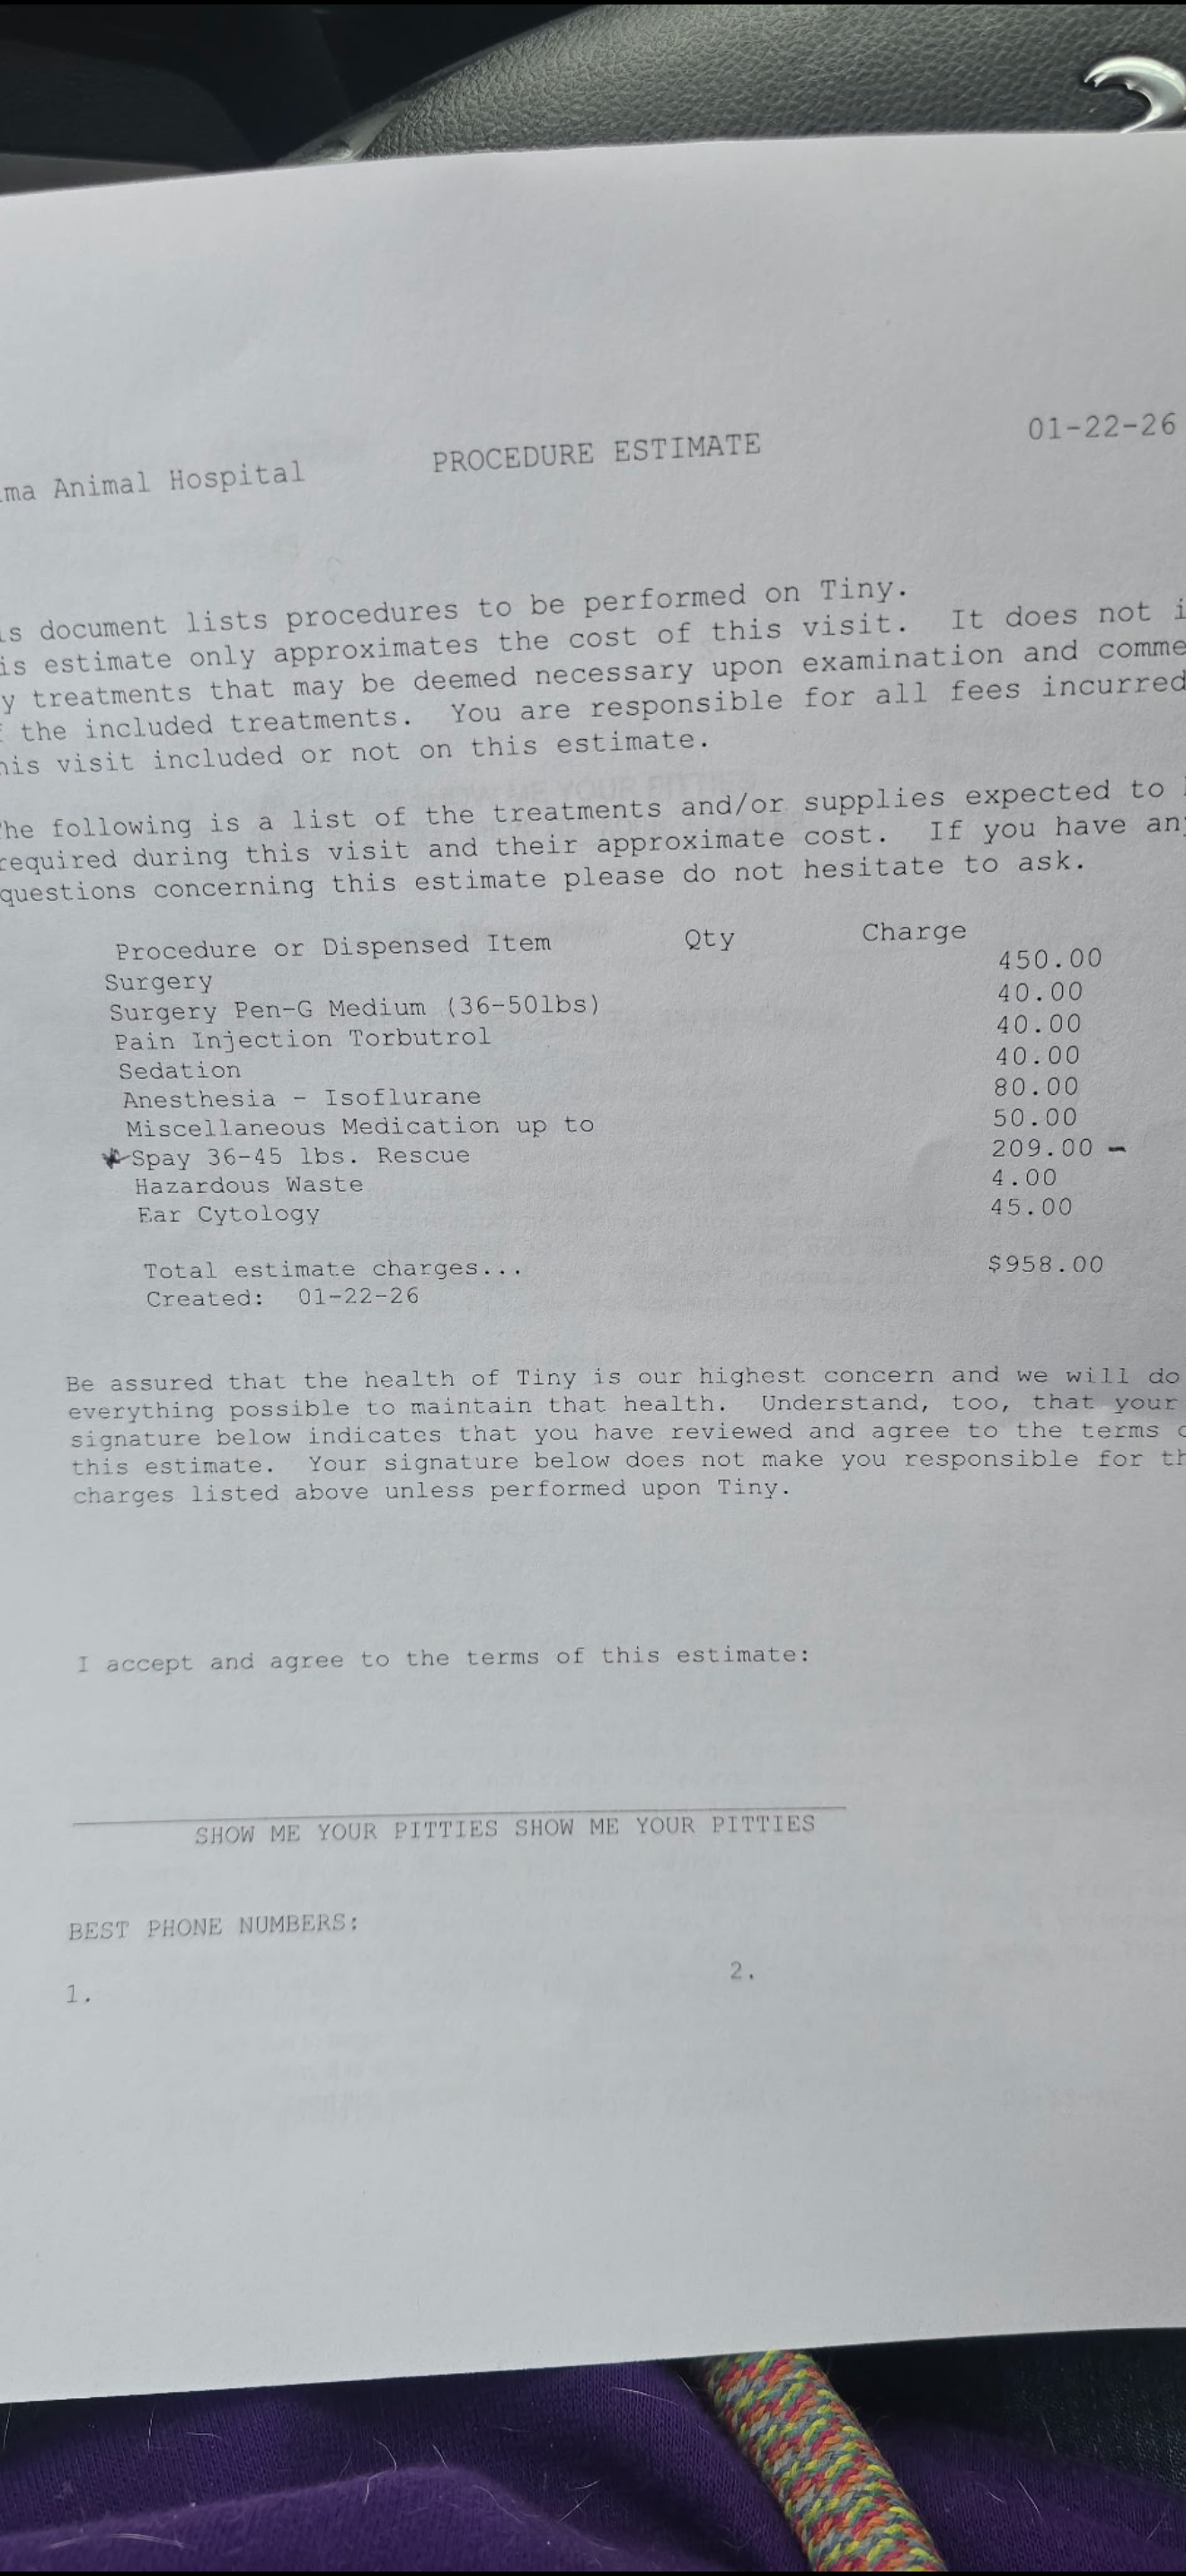 ma Animal Hospital PROCEDURE ESTIMATE 01-22-26
is document lists procedures to be performed on Tiny.
is estimate only approximates the cost of this visit. It does not i
y treatments that may be deemed necessary upon examination and comme
f the included treatments. You are responsible for all fees incurred
his visit included or not on this estimate.
The following is a list of the treatments and/or supplies expected to
required during this visit and their approximate cost. If you have any
questions concerning this estimate please do not hesitate to ask.
Procedure or Dispensed Item Qty Charge
Surgery 450.00
Surgery Pen-G Medium (36-50lbs) 40.00
Pain Injection Torbutrol 40.00
Sedation 40.00
Anesthesia - Isoflurane 80.00
Miscellaneous Medication up to 50.00
Spay 36-45 lbs. Rescue 209.00 -
Hazardous Waste 4.00
Ear Cytology 45.00
Total estimate charges... $958.00
Created: 01-22-26
Be assured that the health of Tiny is our highest concern and we will do
everything possible to maintain that health. Understand, too, that your
signature below indicates that you have reviewed and agree to the terms o
this estimate. Your signature below does not make you responsible for th
charges listed above unless performed upon Tiny.
I accept and agree to the terms of this estimate:
SHOW ME YOUR PITTIES SHOW ME YOUR PITTIES
BEST PHONE NUMBERS:
1. 2.